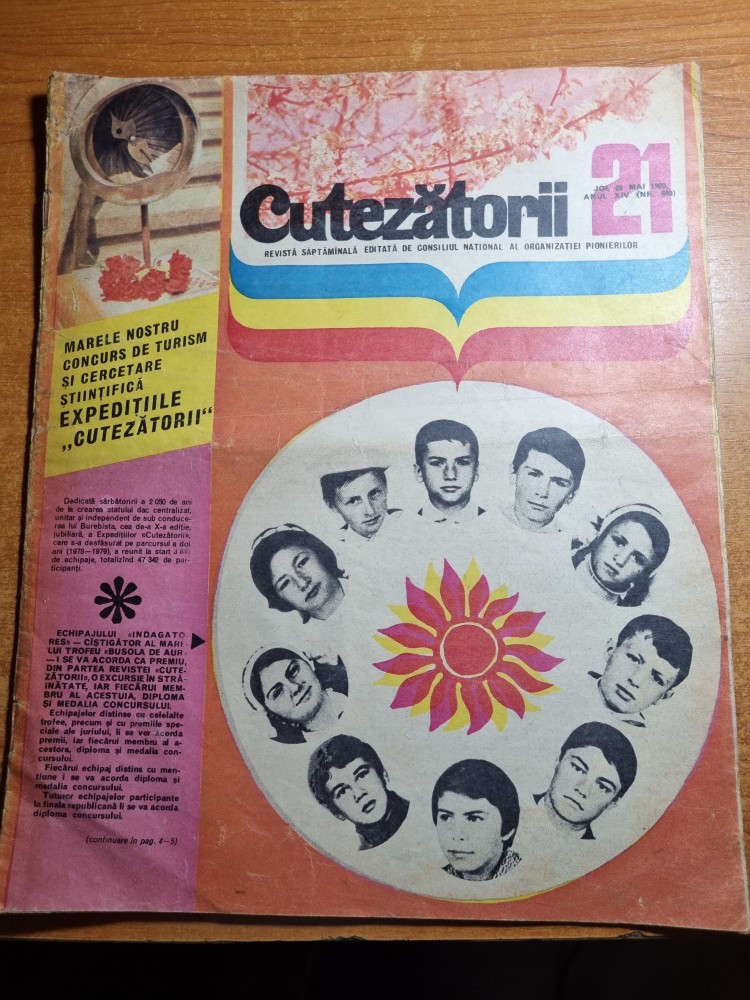 Cutezătorii
21
JOI, 29 MAI 1980,
ANUL XIV (NR. 660)
REVISTĂ SĂPTĂMÎNALĂ EDITATĂ DE CONSILIUL NAȚIONAL AL ORGANIZAȚIEI PIONIERILOR
MARELE NOSTRU
CONCURS DE TURISM
ȘI CERCETARE
ȘTIINȚIFICĂ
EXPEDIȚIILE
„CUTEZĂTORII“
Dedicată sărbătoririi a 2 050 de ani
de la crearea statului dac centralizat,
unitar și independent de sub conduce-
rea lui Burebista, cea de-a X-a ediție,
jubiliară, a Expedițiilor «Cutezătorii»,
care s-a desfășurat pe parcursul a doi
ani (1978—1979), a reunit la start
de echipaje, totalizînd 47 342 de par-
ticipanți.
ECHIPAJULUI «INDAGATO-
RES» — CÎȘTIGĂTOR AL MARE-
LUI TROFEU «BUSOLA DE AUR»
— I SE VA ACORDA CA PREMIU,
DIN PARTEA REVISTEI «CUTE-
ZĂTORII», O EXCURSIE ÎN STRĂ-
INĂTATE, IAR FIECĂRUI MEM-
BRU AL ACESTUIA, DIPLOMA
ȘI MEDALIA CONCURSULUI.
Echipajelor distinse cu celelalte
trofee, precum și cu premiile spe-
ciale ale juriului, li se vor acorda
premii, iar fiecărui membru al a-
cestora, diploma și medalia con-
cursului.
Fiecărui echipaj distins cu men-
țiune i se va acorda diploma și
medalia concursului.
Tuturor echipajelor participante
la finala republicană li se va acorda
diploma concursului.
(continuare în pag. 4—5)